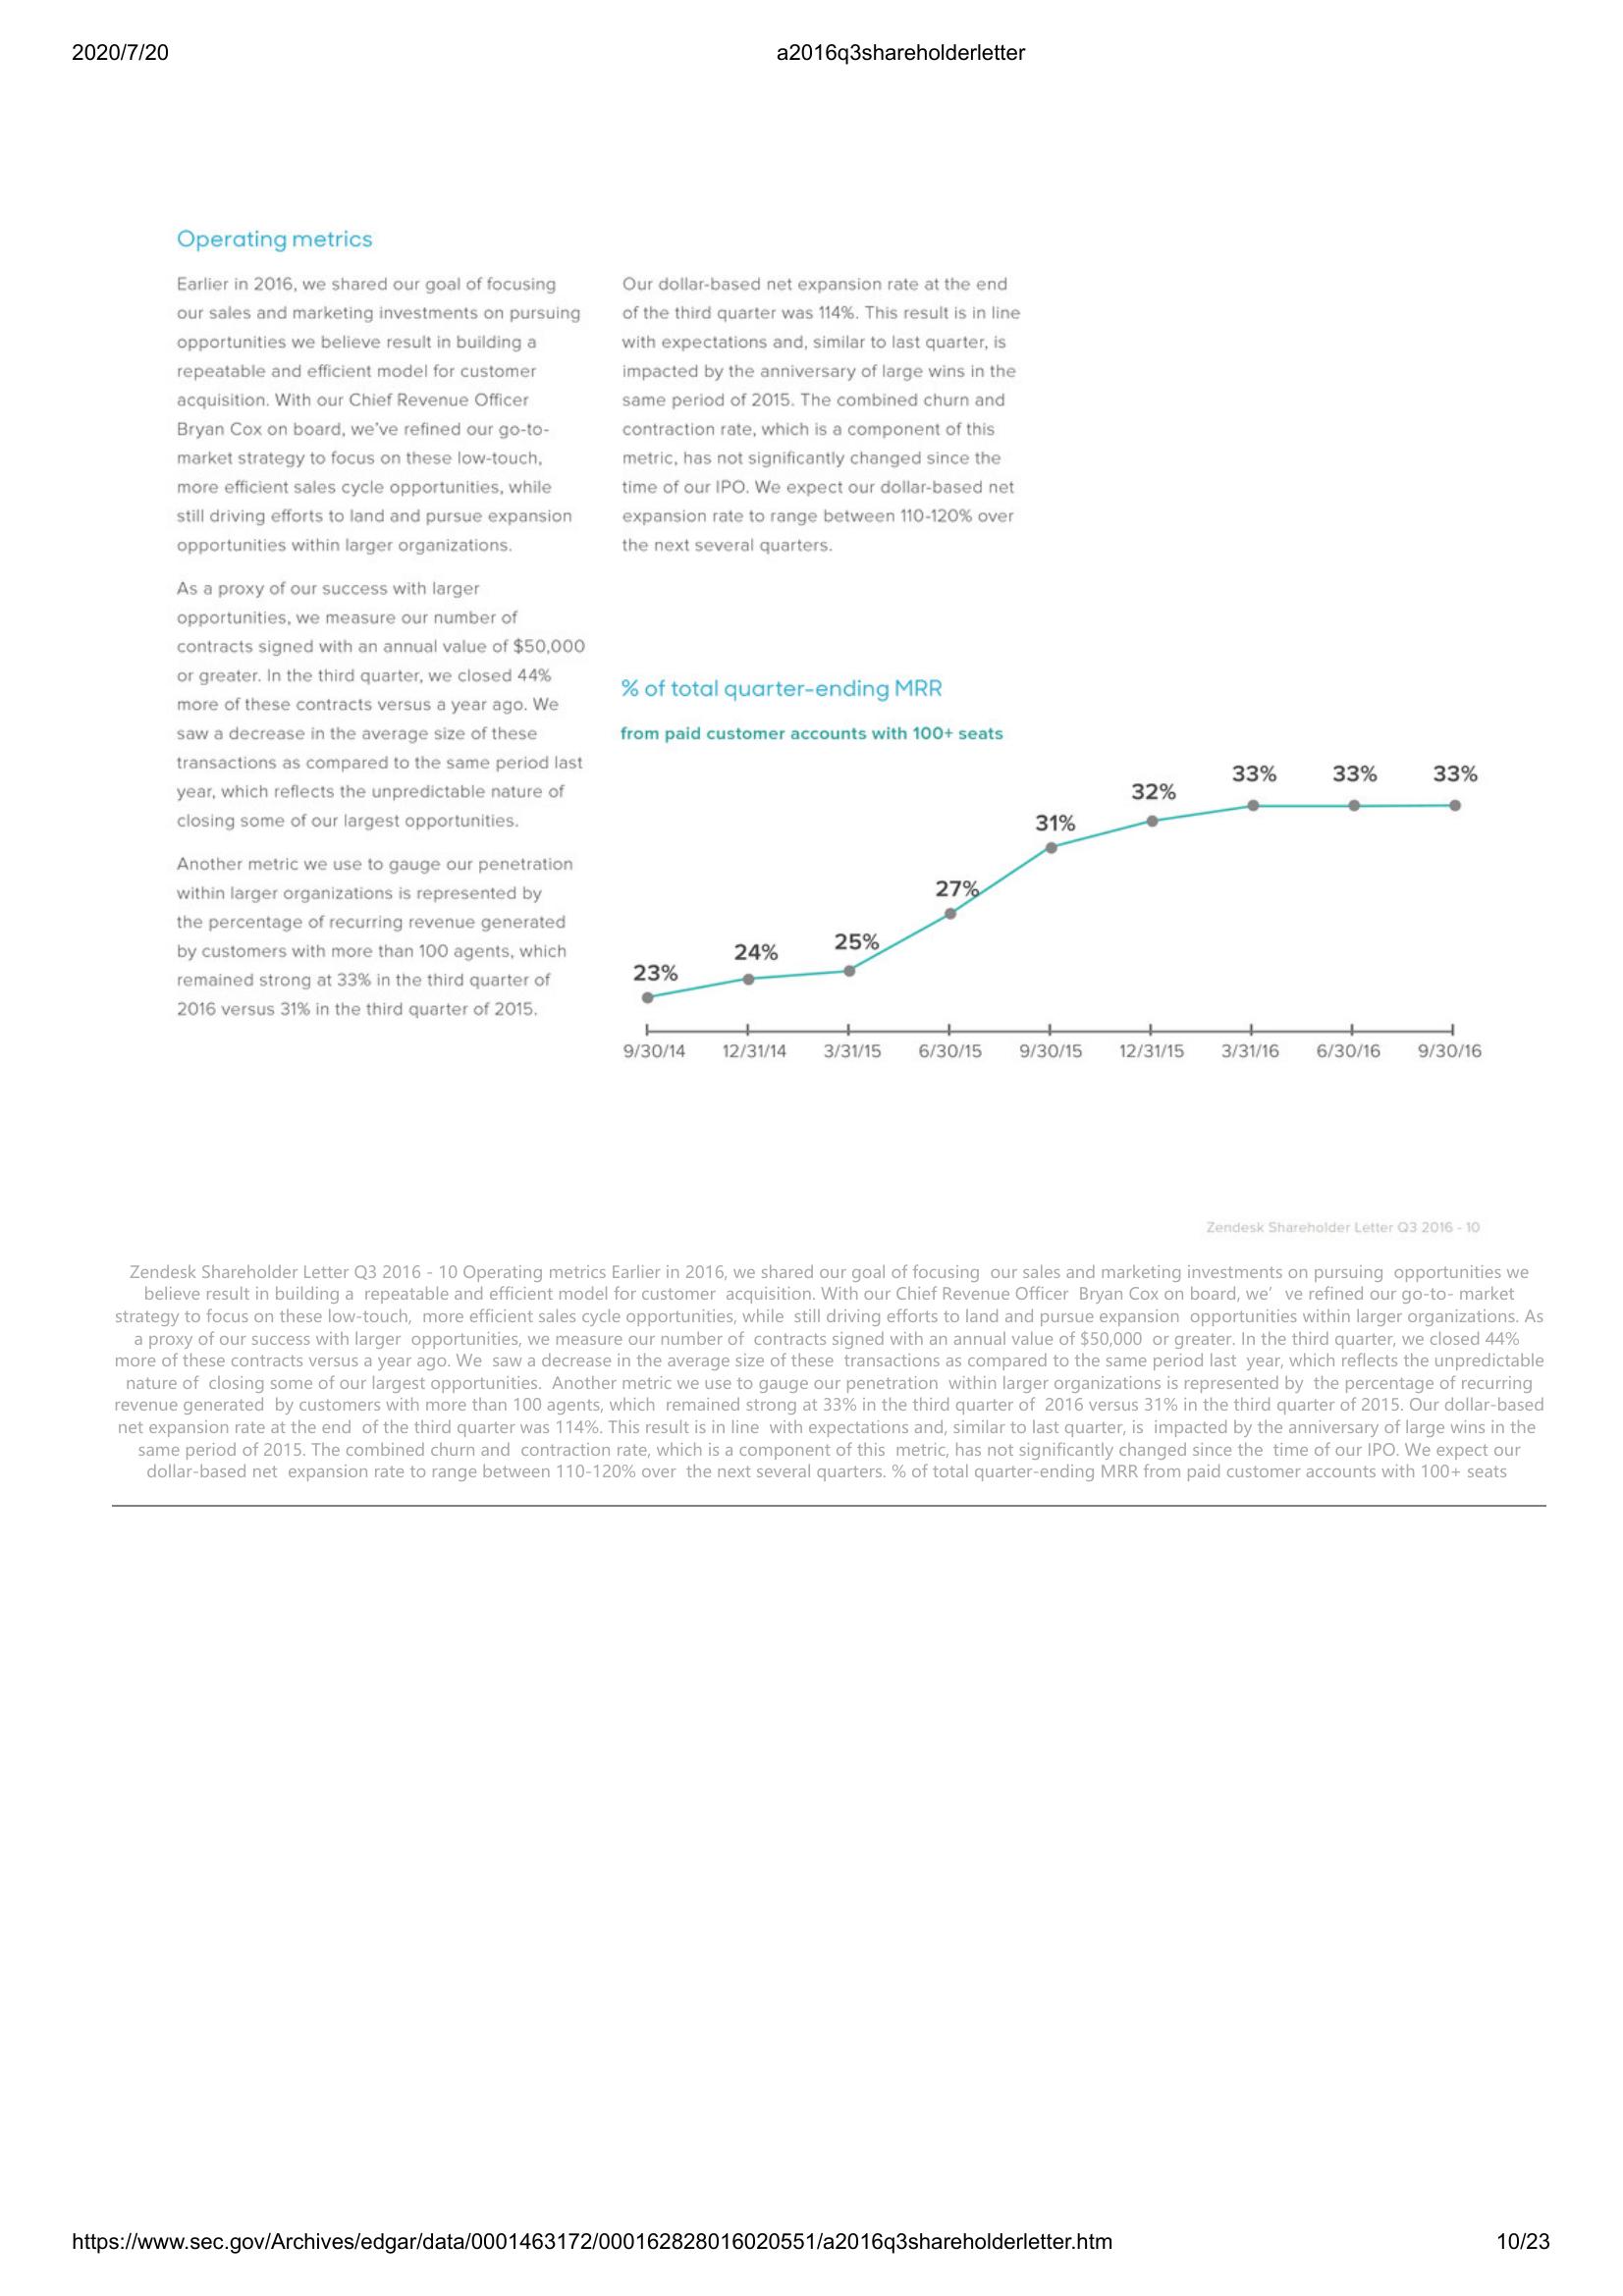 2020/7/20
a2016q3shareholderletter
Operating metrics
Earlier in 2016, we shared our goal of focusing
our sales and marketing investments on pursuing
opportunities we believe result in building a
repeatable and efficient model for customer
acquisition. With our Chief Revenue Officer
Bryan Cox on board, we've refined our go-to-
market strategy to focus on these low-touch,
more efficient sales cycle opportunities, while
still driving efforts to land and pursue expansion
opportunities within larger organizations.
As a proxy of our success with larger
opportunities, we measure our number of
contracts signed with an annual value of $50,000
or greater. In the third quarter, we closed 44%
more of these contracts versus a year ago. We
saw a decrease in the average size of these
transactions as compared to the same period last
year, which reflects the unpredictable nature of
closing some of our largest opportunities.
Another metric we use to gauge our penetration
within larger organizations is represented by
the percentage of recurring revenue generated
by customers with more than 100 agents, which
remained strong at 33% in the third quarter of
2016 versus 31% in the third quarter of 2015.
Our dollar-based net expansion rate at the end
of the third quarter was 114%. This result is in line
with expectations and, similar to last quarter, is
impacted by the anniversary of large wins in the
same period of 2015. The combined churn and
contraction rate, which is a component of this
metric, has not significantly changed since the
time of our IPO. We expect our dollar-based net
expansion rate to range between 110-120% over
the next several quarters.
% of total quarter-ending MRR
from paid customer accounts with 100+ seats
23%
24%
25%
27%
31%
32%
33%
33%
33%
9/30/14
12/31/14
3/31/15
6/30/15
9/30/15
12/31/15
3/31/16
6/30/16
9/30/16
Zendesk Shareholder Letter Q3 2016 - 10
Zendesk Shareholder Letter Q3 2016 - 10 Operating metrics Earlier in 2016, we shared our goal of focusing our sales and marketing investments on pursuing opportunities we
believe result in building a repeatable and efficient model for customer acquisition. With our Chief Revenue Officer Bryan Cox on board, we' ve refined our go-to- market
strategy to focus on these low-touch, more efficient sales cycle opportunities, while still driving efforts to land and pursue expansion opportunities within larger organizations. As
a proxy of our success with larger opportunities, we measure our number of contracts signed with an annual value of $50,000 or greater. In the third quarter, we closed 44%
more of these contracts versus a year ago. We saw a decrease in the average size of these transactions as compared to the same period last year, which reflects the unpredictable
nature of closing some of our largest opportunities. Another metric we use to gauge our penetration within larger organizations is represented by the percentage of recurring
revenue generated by customers with more than 100 agents, which remained strong at 33% in the third quarter of 2016 versus 31% in the third quarter of 2015. Our dollar-based
net expansion rate at the end of the third quarter was 114%. This result is in line with expectations and, similar to last quarter, is impacted by the anniversary of large wins in the
same period of 2015. The combined churn and contraction rate, which is a component of this metric, has not significantly changed since the time of our IPO. We expect our
dollar-based net expansion rate to range between 110-120% over the next several quarters. % of total quarter-ending MRR from paid customer accounts with 100+ seats
https://www.sec.gov/Archives/edgar/data/0001463172/000162828016020551/a2016q3shareholderletter.htm
10/23